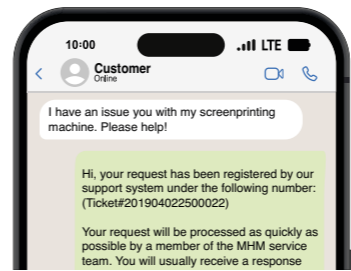 10:00
LTE
Customer
Online
I have an issue you with my screenprinting
machine. Please help!
Hi, your request has been registered by our
support system under the following number:
(Ticket#201904022500022)
Your request will be processed as quickly as
possible by a member of the MHM service
team. You will usually receive a response